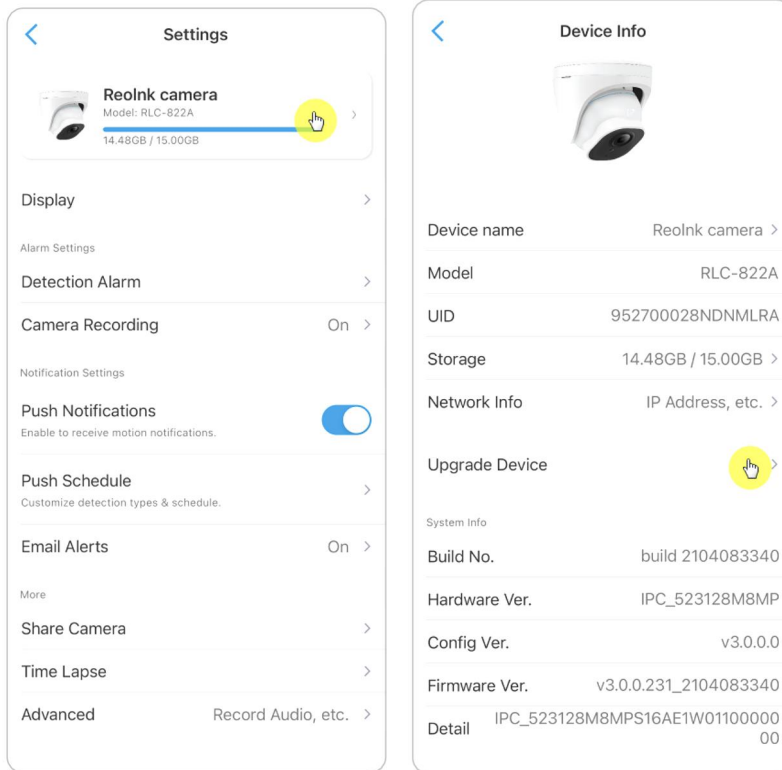 Settings
Reolnk camera
Model: RLC-822A
14.48GB / 15.00GB
Display
Alarm Settings
Detection Alarm
Camera Recording On
Notification Settings
Push Notifications
Enable to receive motion notifications.
Push Schedule
Customize detection types & schedule.
Email Alerts On
More
Share Camera
Time Lapse
Advanced Record Audio, etc.
Device Info
Device name Reolnk camera
Model RLC-822A
UID 952700028NDNMLRA
Storage 14.48GB / 15.00GB
Network Info IP Address, etc.
Upgrade Device
System Info
Build No. build 2104083340
Hardware Ver. IPC_523128M8MP
Config Ver. v3.0.0.0
Firmware Ver. v3.0.0.231_2104083340
Detail IPC_523128M8MPS16AE1W01100000
00